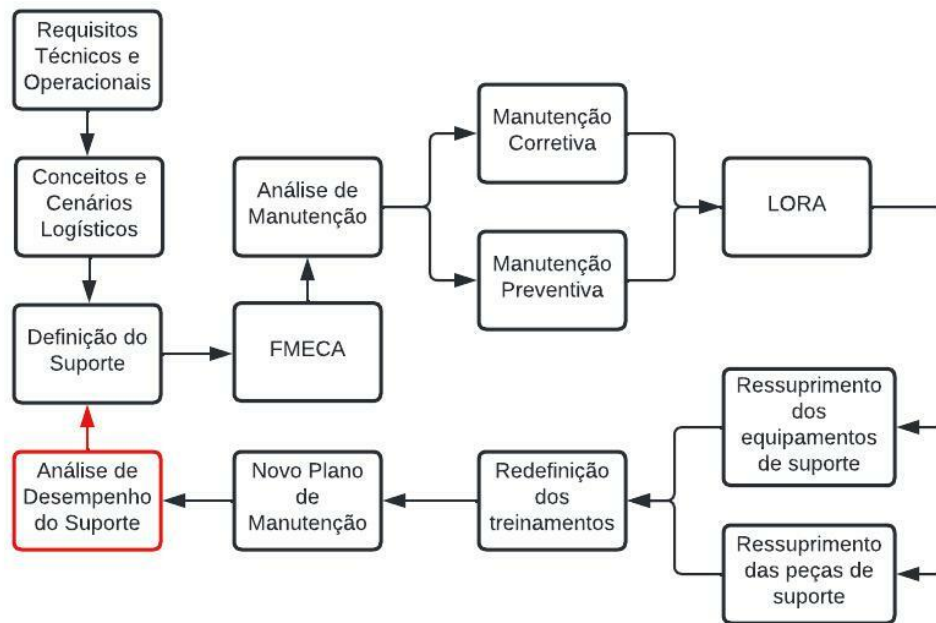 Requisitos
Técnicos e
Operacionais
Conceitos e
Cenários
Logísticos
Definição do
Suporte
FMECA
Análise de
Manutenção
Manutenção
Corretiva
Manutenção
Preventiva
LORA
Ressuprimento
dos
equipamentos
de suporte
Ressuprimento
das peças de
suporte
Redefinição
dos
treinamentos
Novo Plano
de
Manutenção
Análise de
Desempenho
do Suporte